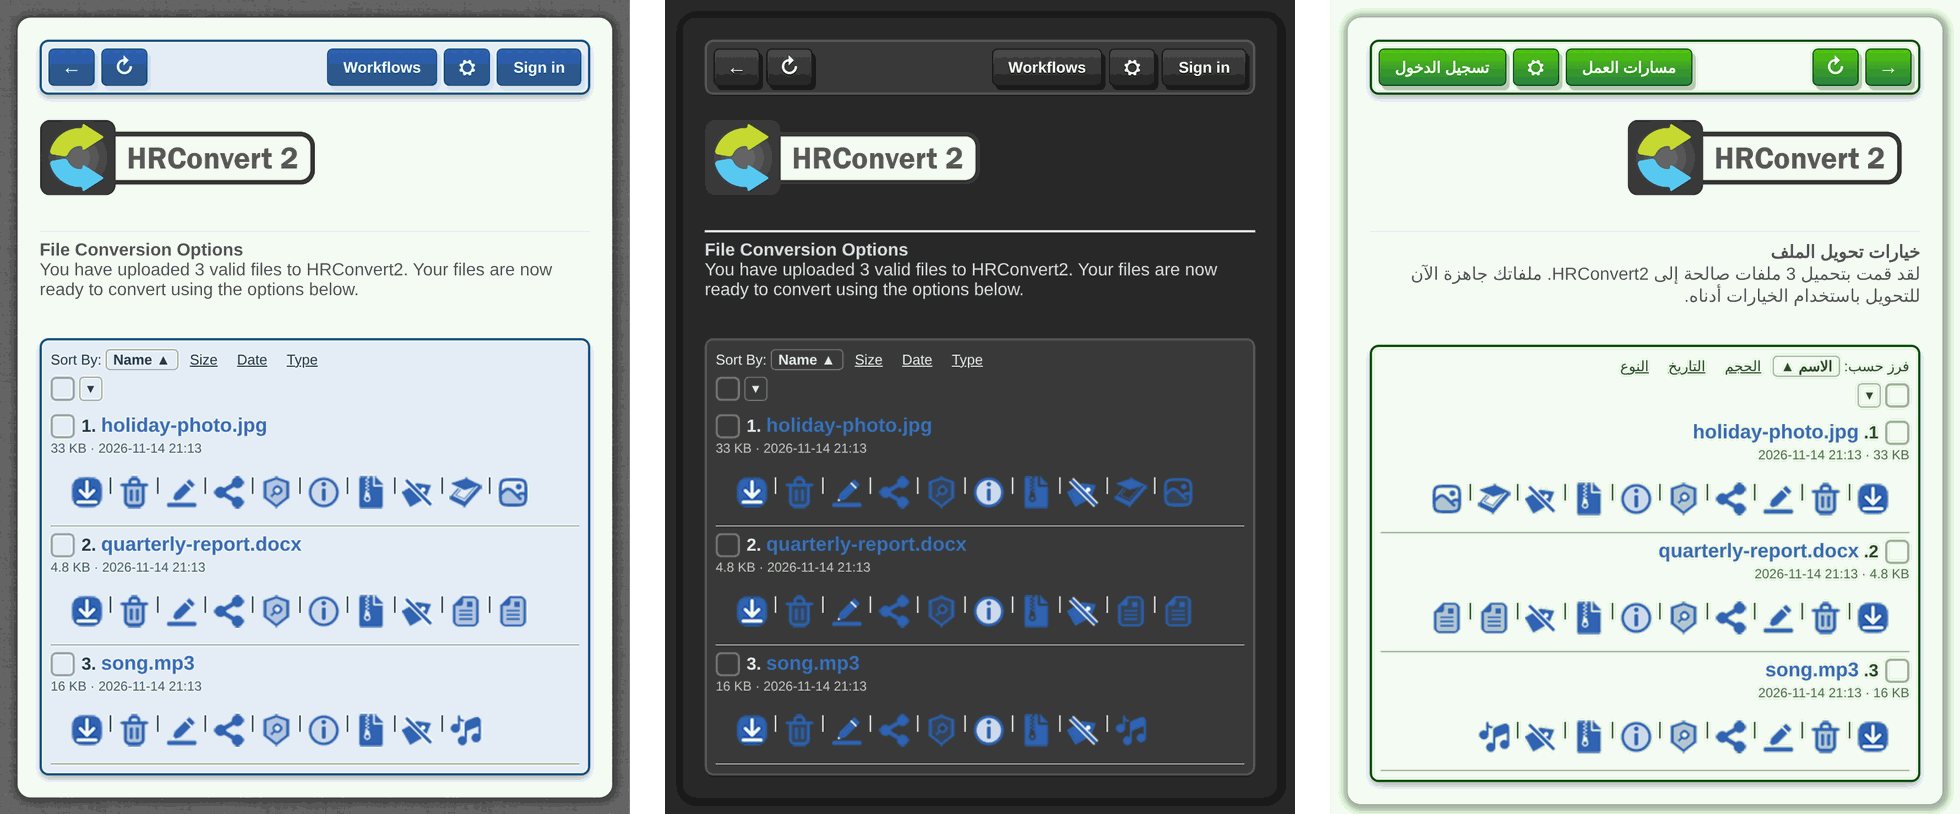 ← Workflows Sign in
HRConvert 2
File Conversion Options
You have uploaded 3 valid files to HRConvert2. Your files are now
ready to convert using the options below.
Sort By: Name ▲ Size Date Type
▼
1. holiday-photo.jpg
33 KB · 2026-11-14 21:13
2. quarterly-report.docx
4.8 KB · 2026-11-14 21:13
3. song.mp3
16 KB · 2026-11-14 21:13
← Workflows Sign in
HRConvert 2
File Conversion Options
You have uploaded 3 valid files to HRConvert2. Your files are now
ready to convert using the options below.
Sort By: Name ▲ Size Date Type
▼
1. holiday-photo.jpg
33 KB · 2026-11-14 21:13
2. quarterly-report.docx
4.8 KB · 2026-11-14 21:13
3. song.mp3
16 KB · 2026-11-14 21:13
→ مسارات العمل تسجيل الدخول
HRConvert 2
خيارات تحويل الملف
لقد قمت بتحميل 3 ملفات صالحة إلى HRConvert2. ملفاتك جاهزة الآن
للتحويل باستخدام الخيارات أدناه.
فرز حسب: الاسم ▲ الحجم التاريخ النوع
▼
1. holiday-photo.jpg
33 KB · 2026-11-14 21:13
2. quarterly-report.docx
4.8 KB · 2026-11-14 21:13
3. song.mp3
16 KB · 2026-11-14 21:13